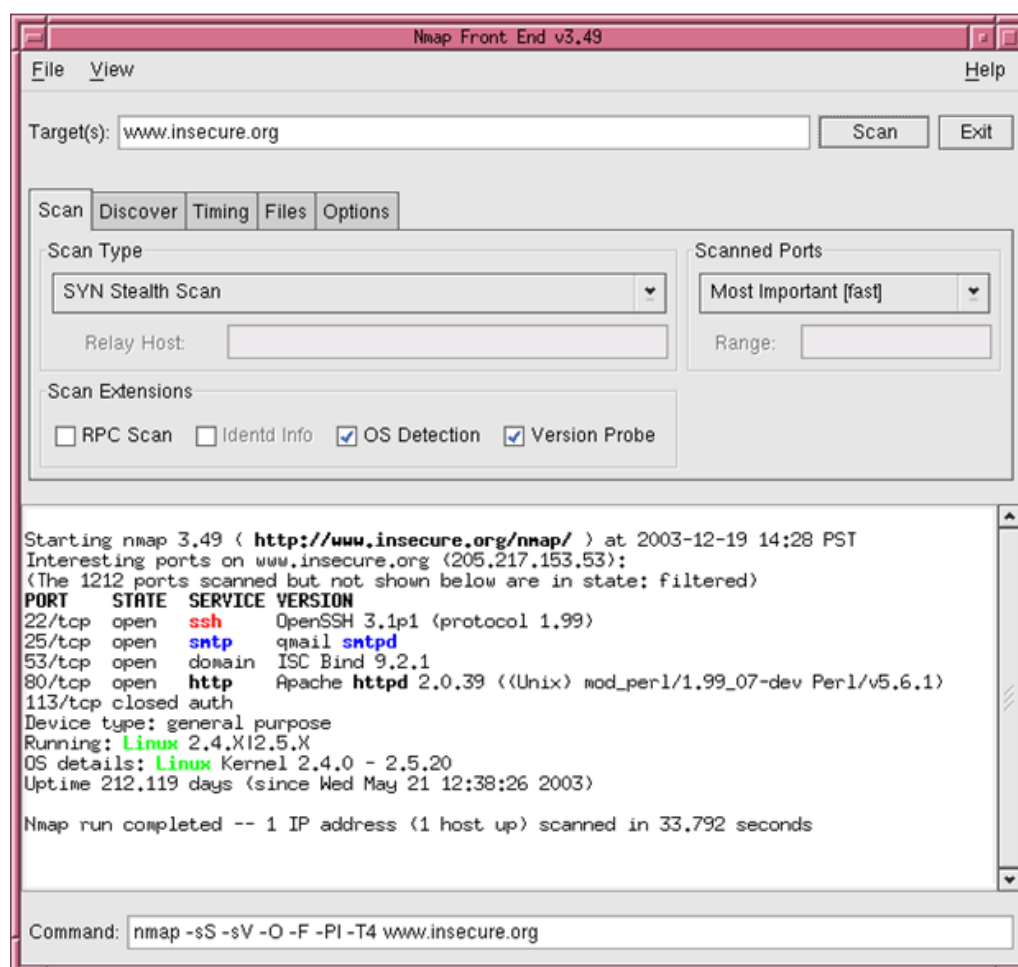 Nmap Front End v3.49
File View Help
Target(s): www.insecure.org Scan Exit
Scan Discover Timing Files Options
Scan Type
SYN Stealth Scan
Relay Host:
Scanned Ports
Most Important [fast]
Range:
Scan Extensions
RPC Scan Identd Info OS Detection Version Probe
Starting nmap 3.49 ( http://www.insecure.org/nmap/ ) at 2003-12-19 14:28 PST
Interesting ports on www.insecure.org (205.217.153.53):
(The 1212 ports scanned but not shown below are in state: filtered)
PORT STATE SERVICE VERSION
22/tcp open ssh OpenSSH 3.1p1 (protocol 1.99)
25/tcp open smtp qmail smtpd
53/tcp open domain ISC Bind 9.2.1
80/tcp open http Apache httpd 2.0.39 ((Unix) mod_perl/1.99_07-dev Perl/v5.6.1)
113/tcp closed auth
Device type: general purpose
Running: Linux 2.4.X|2.5.X
OS details: Linux Kernel 2.4.0 - 2.5.20
Uptime 212.119 days (since Wed May 21 12:38:26 2003)
Nmap run completed -- 1 IP address (1 host up) scanned in 33.792 seconds
Command: nmap -sS -sV -O -F -PI -T4 www.insecure.org